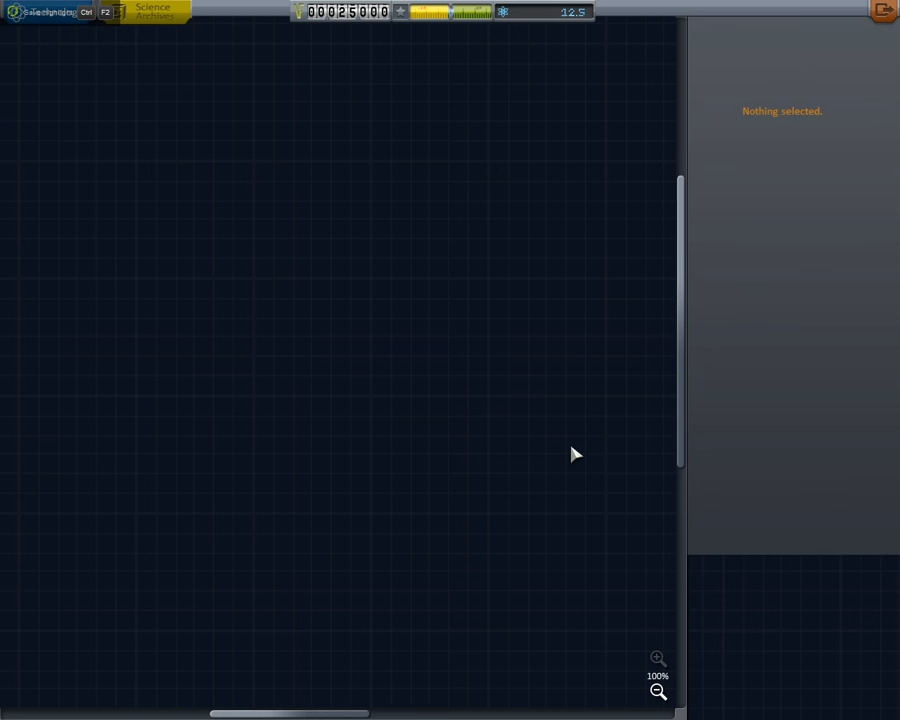 Ctrl
F2
Science
Archives
00025000
12.5
Nothing selected.
100%